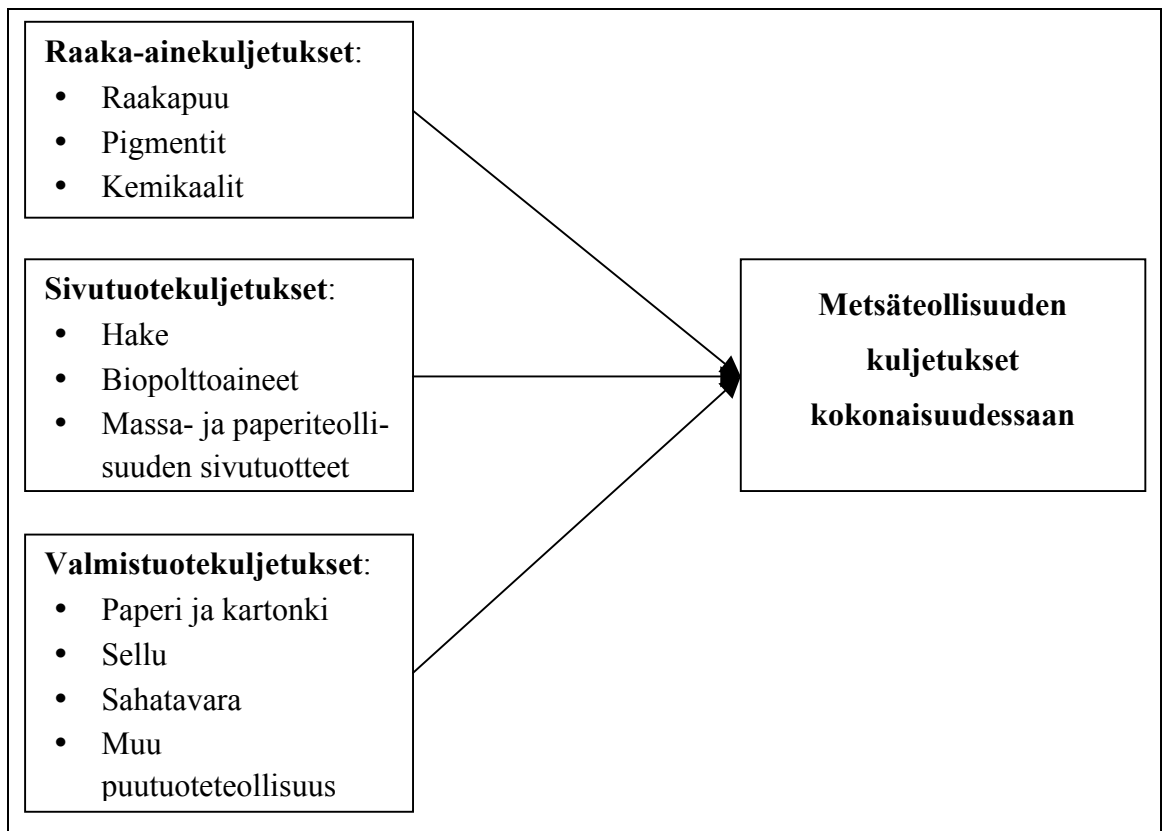 Raaka-ainekuljetukset:
• Raakapuu
• Pigmentit
• Kemikaalit
Sivutuotekuljetukset:
• Hake
• Biopolttoaineet
• Massa- ja paperiteolli-
suuden sivutuotteet
Valmistuotekuljetukset:
• Paperi ja kartonki
• Sellu
• Sahatavara
• Muu
puutuoteteollisuus
Metsäteollisuuden
kuljetukset
kokonaisuudessaan